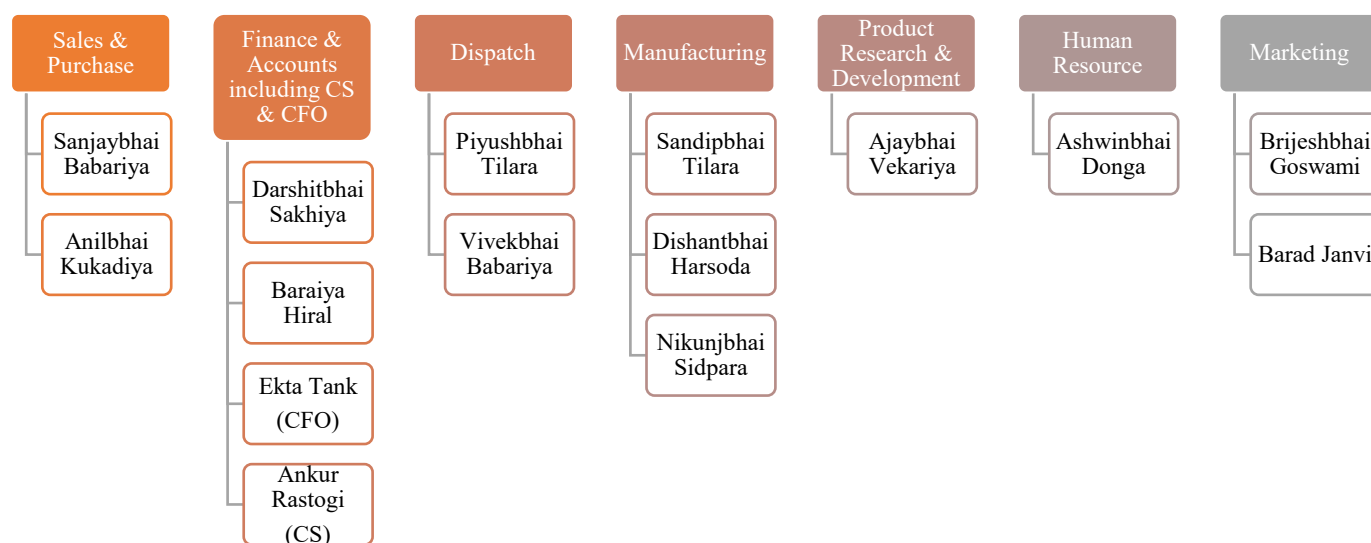 Sales &
Purchase
Sanjaybhai
Babariya
Anilbhai
Kukadiya
Finance &
Accounts
including CS
& CFO
Darshitbhai
Sakhiya
Baraiya
Hiral
Ekta Tank
(CFO)
Ankur
Rastogi
(CS)
Dispatch
Piyushbhai
Tilara
Vivekbhai
Babariya
Manufacturing
Sandipbhai
Tilara
Dishantbhai
Harsoda
Nikunjbhai
Sidpara
Product
Research &
Development
Ajaybhai
Vekariya
Human
Resource
Ashwinbhai
Donga
Marketing
Brijeshbhai
Goswami
Barad Janvi